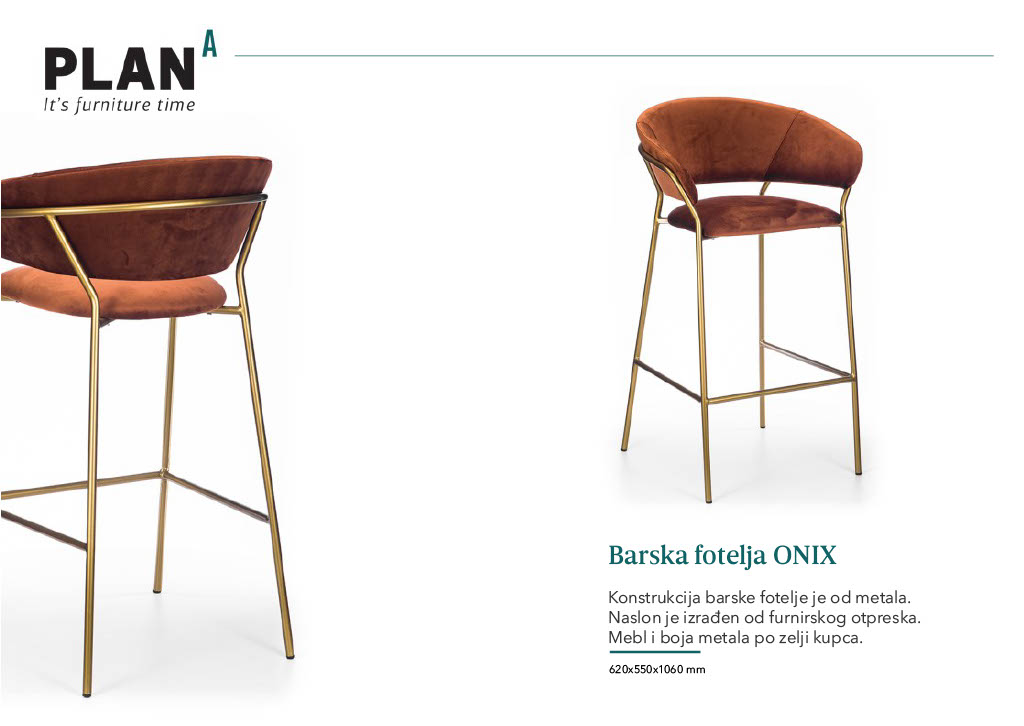 PLAN A
It's furniture time
Barska fotelja ONIX
Konstrukcija barske fotelje je od metala.
Naslon je izrađen od furnirskog otpreska.
Mebl i boja metala po zelji kupca.
620x550x1060 mm